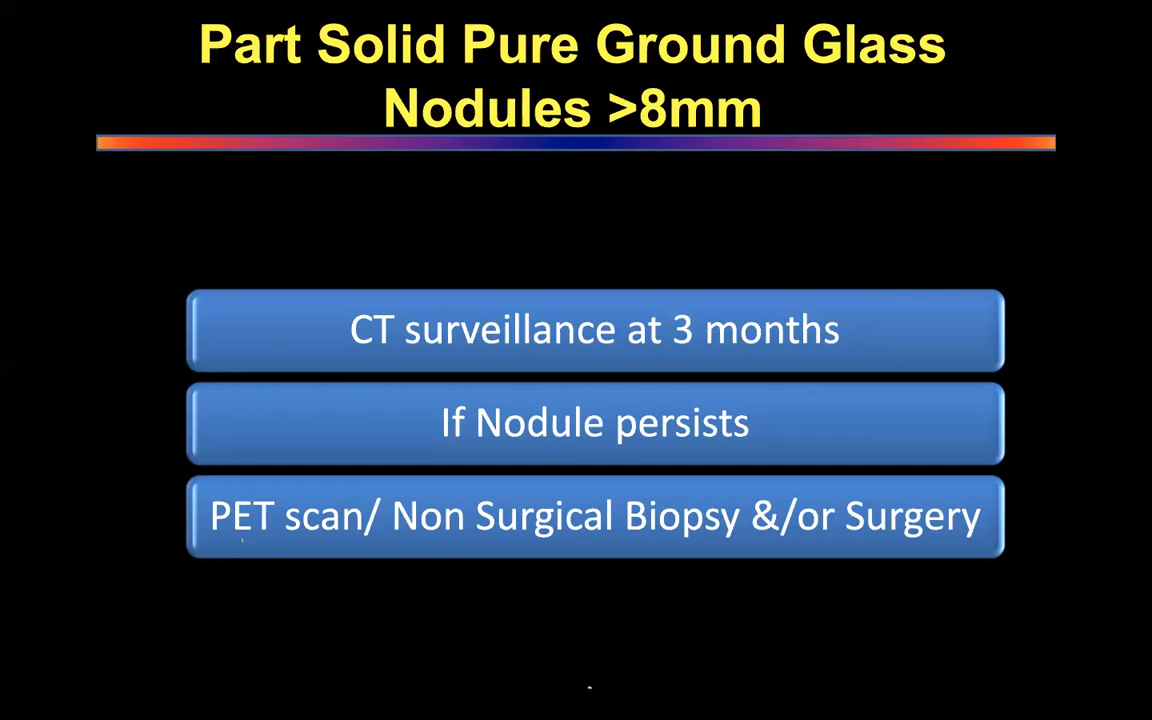 Part Solid Pure Ground Glass
Nodules >8mm
CT surveillance at 3 months
If Nodule persists
PET scan/ Non Surgical Biopsy &/or Surgery